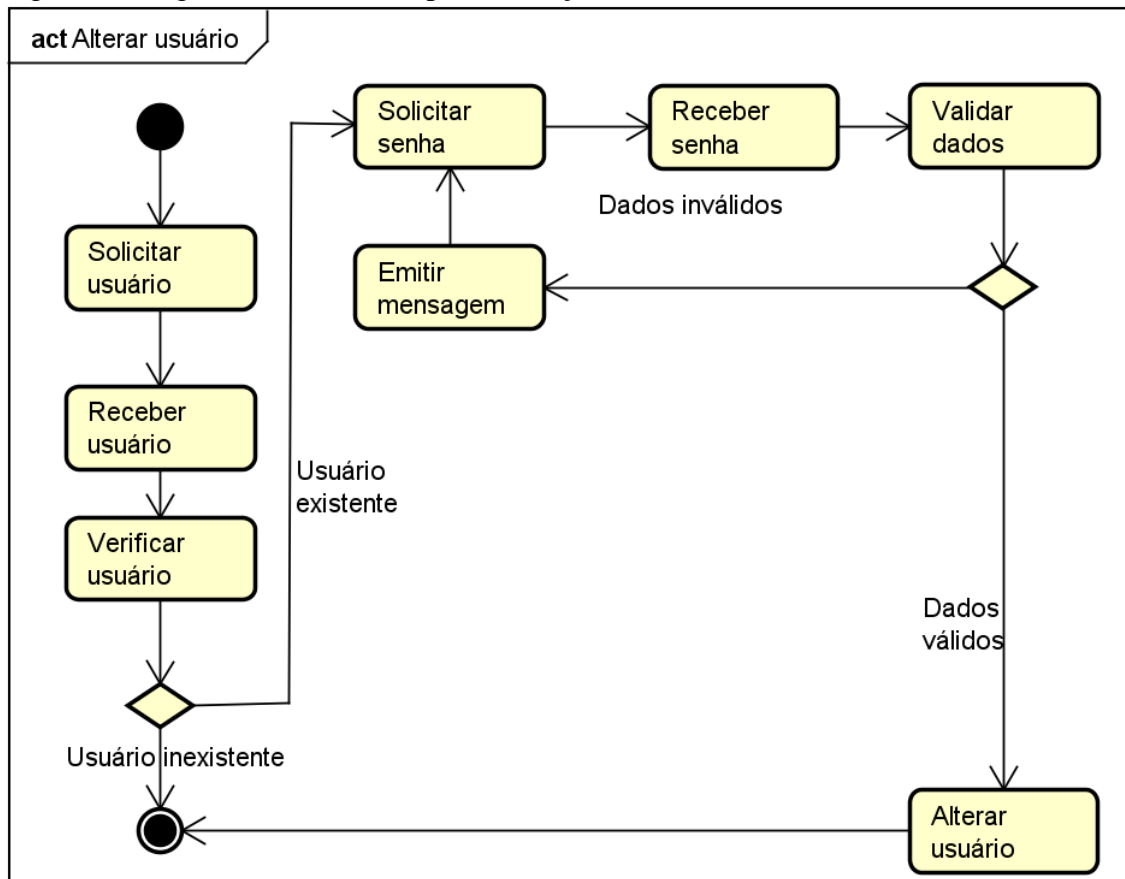 act Alterar usuário
Solicitar
usuário
Receber
usuário
Verificar
usuário
Usuário inexistente
Usuário
existente
Solicitar
senha
Receber
senha
Validar
dados
Dados inválidos
Emitir
mensagem
Dados
válidos
Alterar
usuário